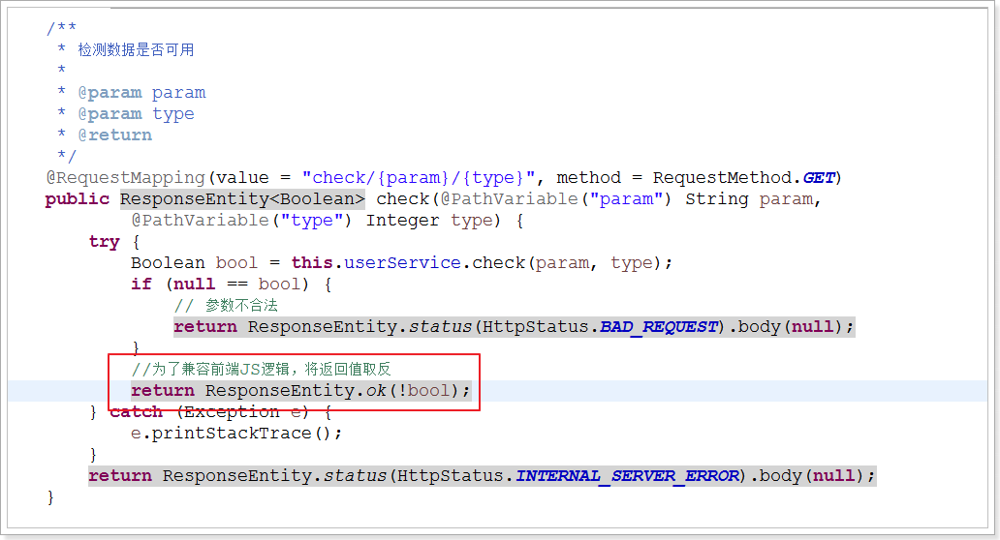 /**
 * 检测数据是否可用
 *
 * @param param
 * @param type
 * @return
 */
@RequestMapping(value = "check/{param}/{type}", method = RequestMethod.GET)
public ResponseEntity<Boolean> check(@PathVariable("param") String param,
        @PathVariable("type") Integer type) {
    try {
        Boolean bool = this.userService.check(param, type);
        if (null == bool) {
            // 参数不合法
            return ResponseEntity.status(HttpStatus.BAD_REQUEST).body(null);
        }
        //为了兼容前端JS逻辑，将返回值取反
        return ResponseEntity.ok(!bool);
    } catch (Exception e) {
        e.printStackTrace();
    }
    return ResponseEntity.status(HttpStatus.INTERNAL_SERVER_ERROR).body(null);
}